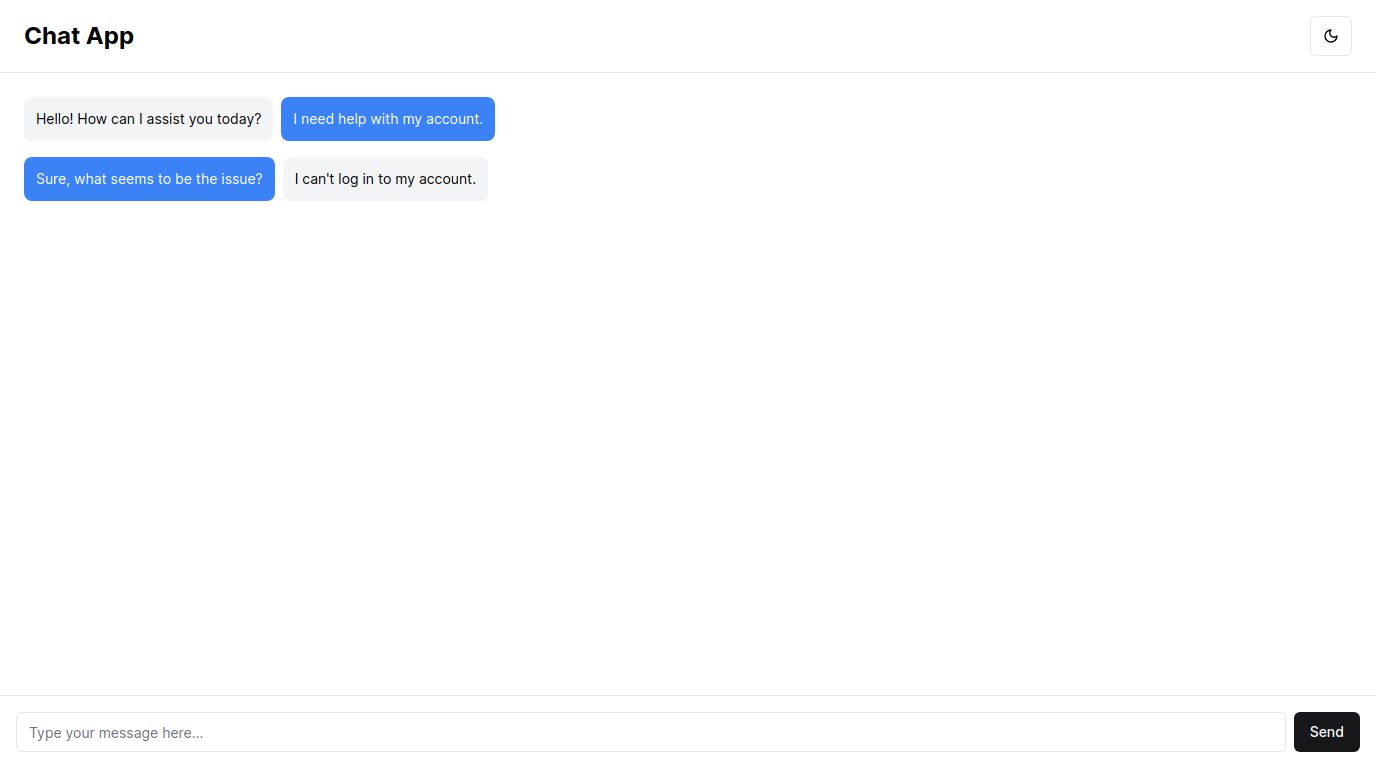 Chat App
Hello! How can I assist you today?
I need help with my account.
Sure, what seems to be the issue?
I can't log in to my account.
Type your message here...
Send